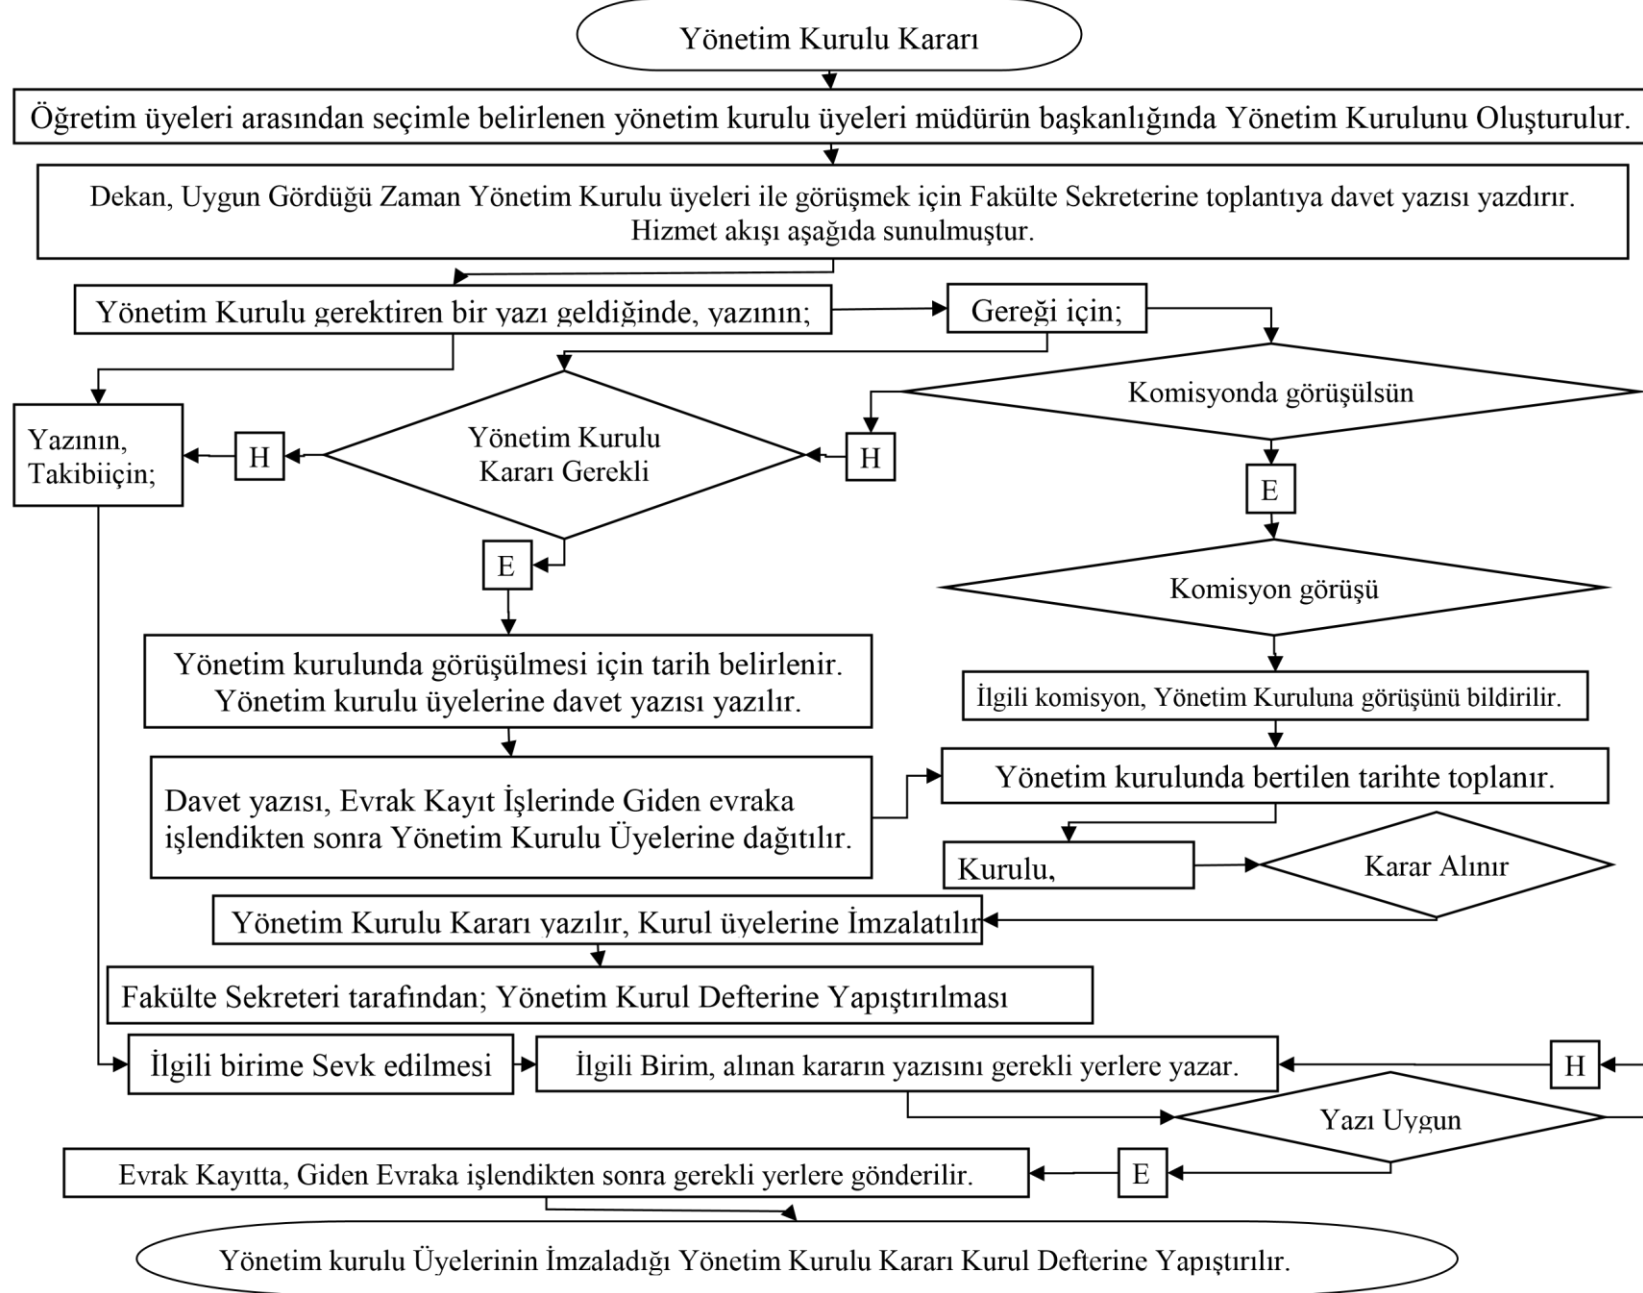 Yönetim Kurulu Kararı
Öğretim üyeleri arasından seçimle belirlenen yönetim kurulu üyeleri müdürün başkanlığında Yönetim Kurulunu Oluşturulur.
Dekan, Uygun Gördüğü Zaman Yönetim Kurulu üyeleri ile görüşmek için Fakülte Sekreterine toplantıya davet yazısı yazdırır.
Hizmet akışı aşağıda sunulmuştur.
Yönetim Kurulu gerektiren bir yazı geldiğinde, yazının;
Gereği için;
Komisyonda görüşülsün
Yazının,
Takibiiçin;
H
Yönetim Kurulu
Kararı Gerekli
H
E
E
Komisyon görüşü
Yönetim kurulunda görüşülmesi için tarih belirlenir.
Yönetim kurulu üyelerine davet yazısı yazılır.
İlgili komisyon, Yönetim Kuruluna görüşünü bildirilir.
Yönetim kurulunda bertilen tarihte toplanır.
Davet yazısı, Evrak Kayıt İşlerinde Giden evraka
işlendikten sonra Yönetim Kurulu Üyelerine dağıtılır.
Kurulu,
Karar Alınır
Yönetim Kurulu Kararı yazılır, Kurul üyelerine İmzalatılır
Fakülte Sekreteri tarafından; Yönetim Kurul Defterine Yapıştırılması
İlgili birime Sevk edilmesi
İlgili Birim, alınan kararın yazısını gerekli yerlere yazar.
H
Yazı Uygun
Evrak Kayıtta, Giden Evraka işlendikten sonra gerekli yerlere gönderilir.
E
Yönetim kurulu Üyelerinin İmzaladığı Yönetim Kurulu Kararı Kurul Defterine Yapıştırılır.